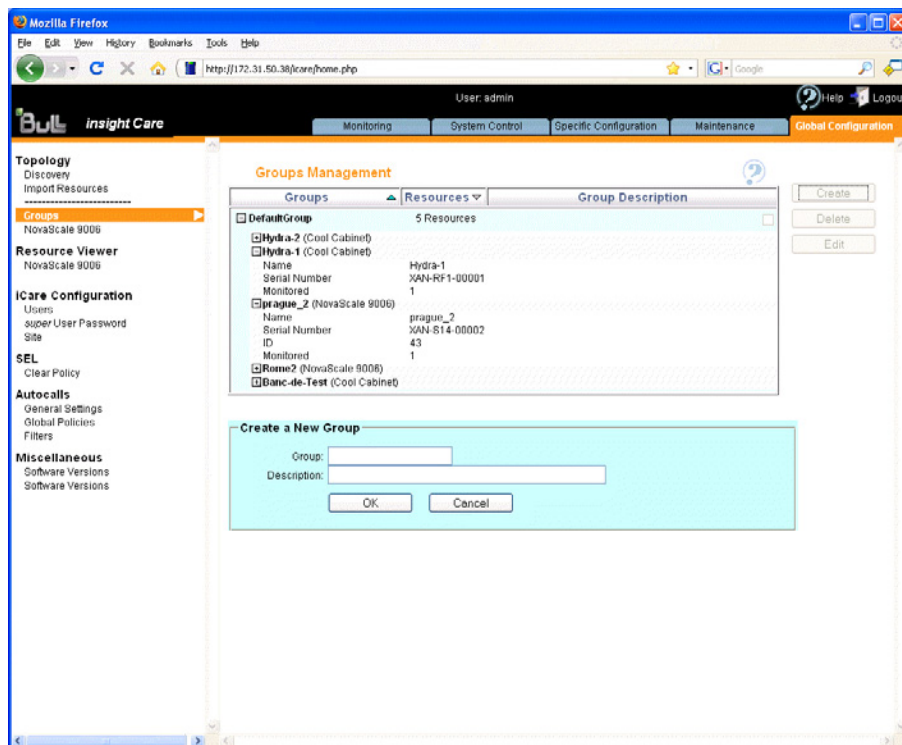 Mozilla Firefox
File Edit View History Bookmarks Tools Help
http://172.31.50.38/icare/home.php
Google
User: admin
Help Logou
Bull insight Care
Monitoring System Control Specific Configuration Maintenance Global Configuration
Topology
Discovery
Import Resources
--------------------------
Groups
NovaScale 9006
Resource Viewer
NovaScale 9006
iCare Configuration
Users
super User Password
Site
SEL
Clear Policy
Autocalls
General Settings
Global Policies
Filters
Miscellaneous
Software Versions
Software Versions
Groups Management
Groups Resources Group Description
DefaultGroup 5 Resources
Hydra-2 (Cool Cabinet)
Hydra-1 (Cool Cabinet)
Name Hydra-1
Serial Number XAN-RF1-00001
Monitored 1
prague_2 (NovaScale 9006)
Name prague_2
Serial Number XAN-S14-00002
ID 43
Monitored 1
Rome2 (NovaScale 9006)
Banc-de-Test (Cool Cabinet)
Create
Delete
Edit
Create a New Group
Group:
Description:
OK Cancel